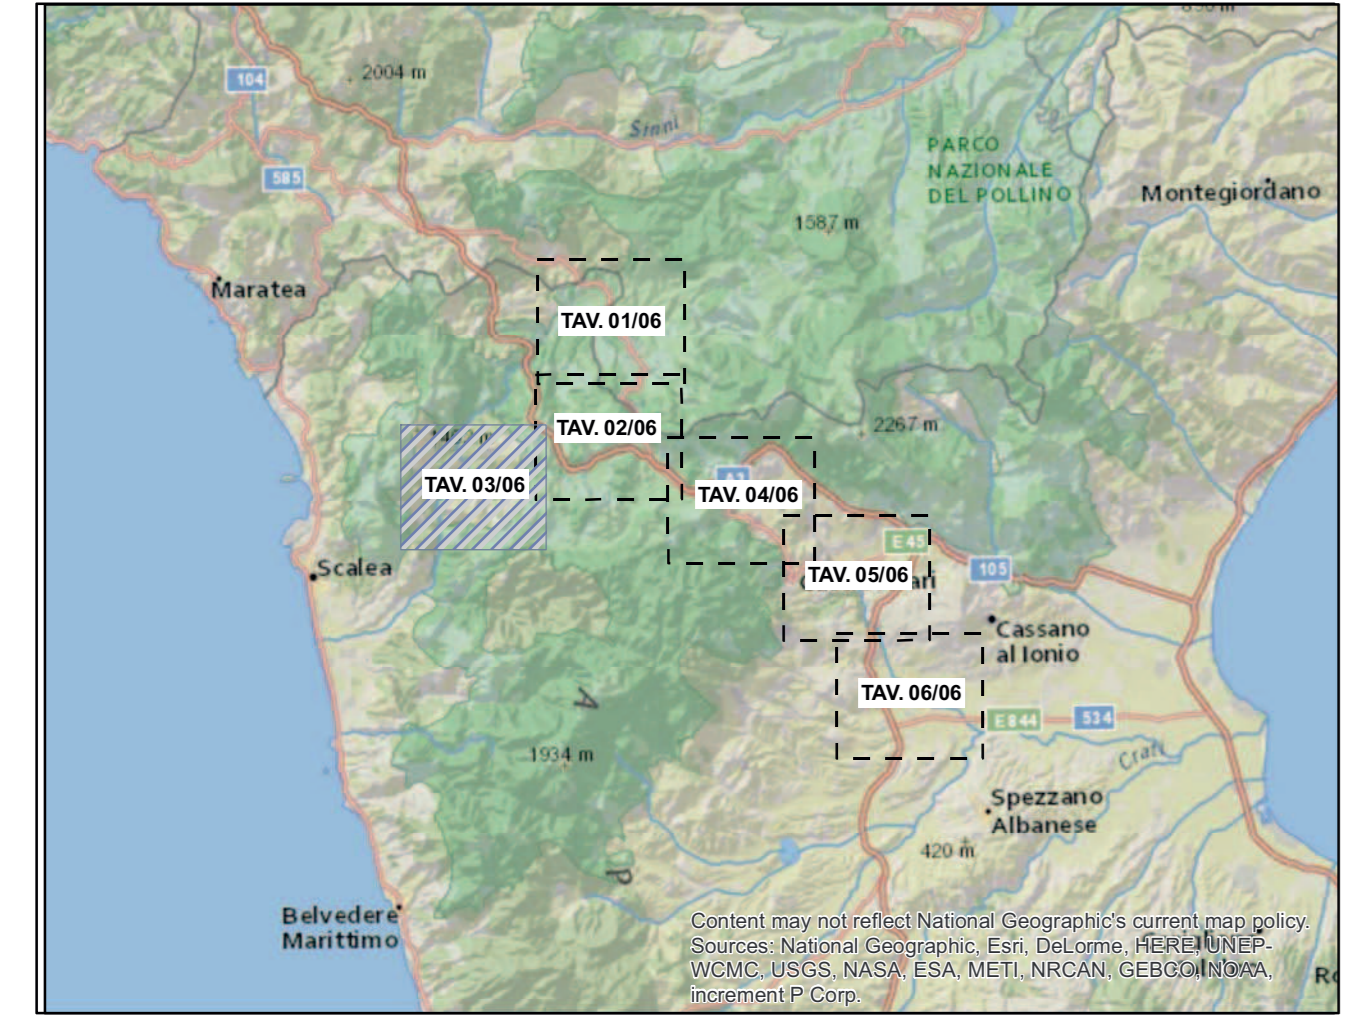 104
2004 m
Sinni
585
PARCO
NAZIONALE
DEL POLLINO
Montegiordano
1587 m
Maratea
TAV. 01/06
TAV. 02/06
2267 m
TAV. 03/06
TAV. 04/06
E45
105
Scalea
TAV. 05/06
Cassano
al Ionio
TAV. 06/06
E844
534
A
1934 m
Spezzano
Albanese
420 m
P
Belvedere
Marittimo
Content may not reflect National Geographic's current map policy.
Sources: National Geographic, Esri, DeLorme, HERE, UNEP-
WCMC, USGS, NASA, ESA, METI, NRCAN, GEBCO, NOAA,
increment P Corp.